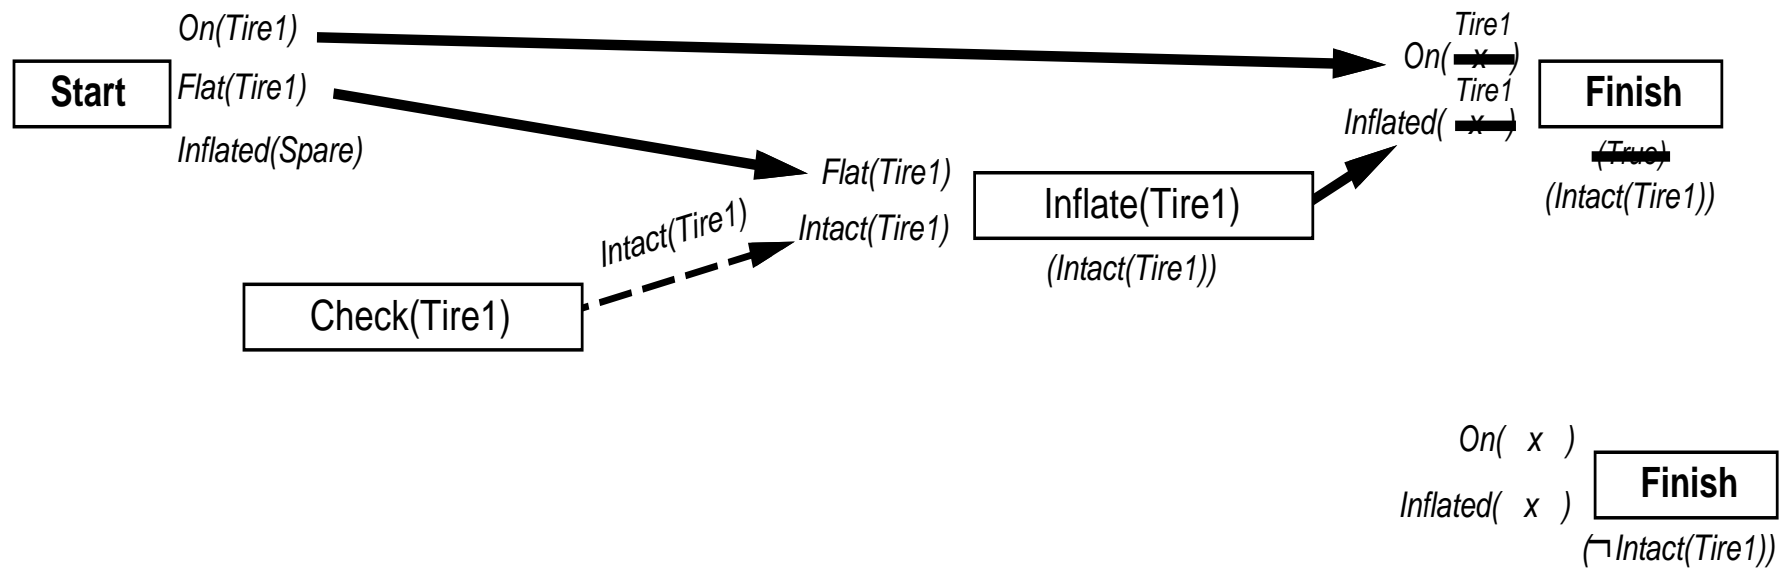 On(Tire1)
Start
Flat(Tire1)
Inflated(Spare)
Tire1
On( x )
Tire1
Inflated( x )
Finish
(True)
(Intact(Tire1))
Flat(Tire1)
Intact(Tire1)
Inflate(Tire1)
(Intact(Tire1))
Intact(Tire1)
Check(Tire1)
On( x )
Inflated( x )
Finish
(¬Intact(Tire1))